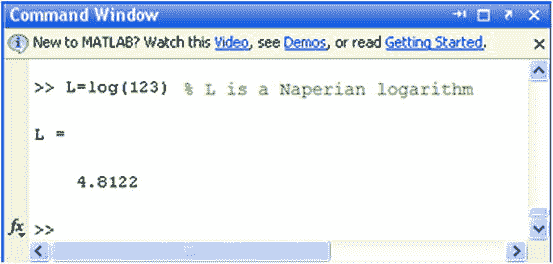 Command Window
New to MATLAB? Watch this Video, see Demos, or read Getting Started.
>> L=log(123) % L is a Naperian logarithm
L =
4.8122
fx >>